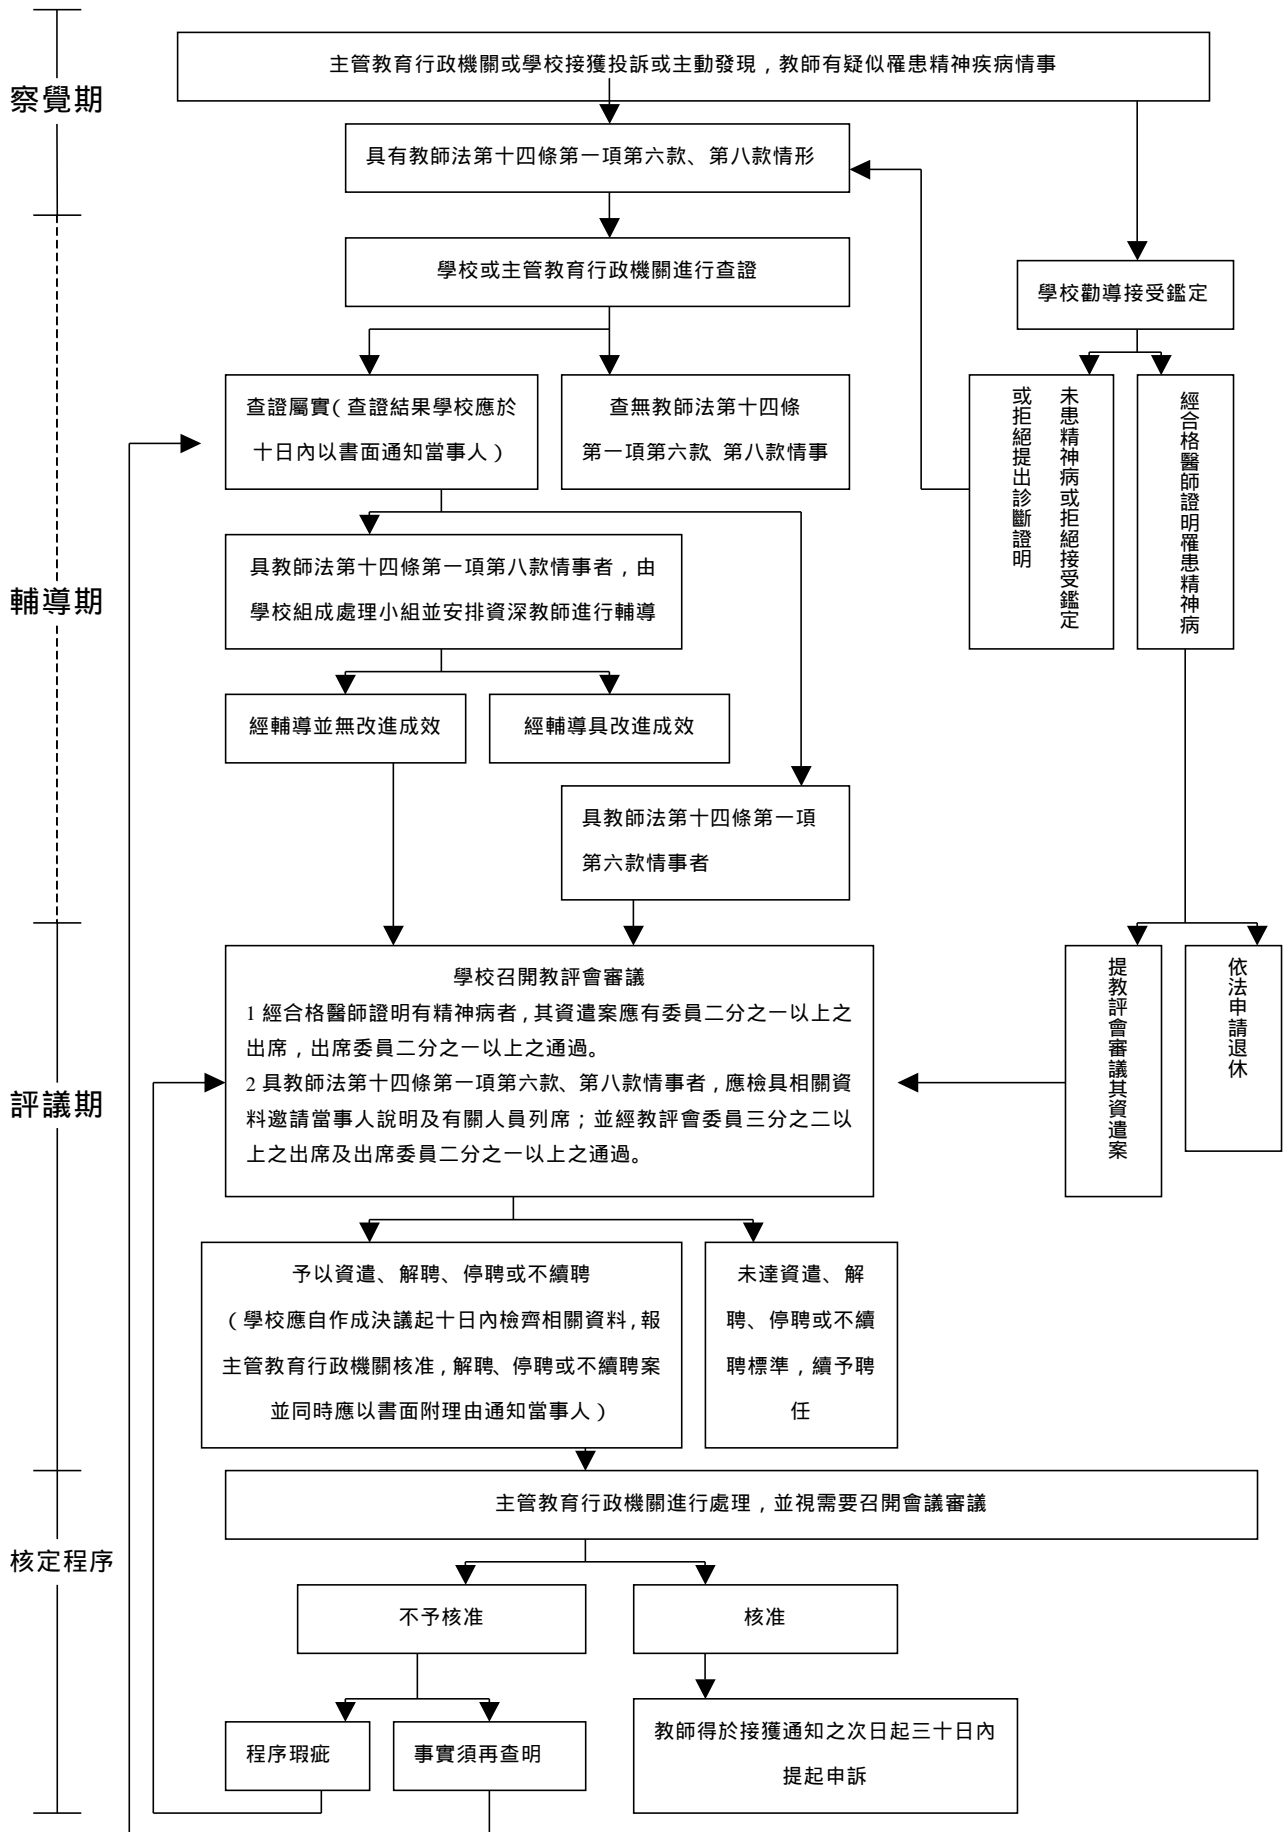 察覺期
主管教育行政機關或學校接獲投訴或主動發現，教師有疑似罹患精神疾病情事
具有教師法第十四條第一項第六款、第八款情形
學校或主管教育行政機關進行查證
學校勸導接受鑑定
輔導期
查證屬實（查證結果學校應於
十日內以書面通知當事人）
查無教師法第十四條
第一項第六款、第八款情事
未患精神病或拒絕接受鑑定
或拒絕提出診斷證明
經合格醫師證明罹患精神病
具教師法第十四條第一項第八款情事者，由
學校組成處理小組並安排資深教師進行輔導
經輔導並無改進成效
經輔導具改進成效
具教師法第十四條第一項
第六款情事者
評議期
學校召開教評會審議
1 經合格醫師證明有精神病者，其資遣案應有委員二分之一以上之
出席，出席委員二分之一以上之通過。
2 具教師法第十四條第一項第六款、第八款情事者，應檢具相關資
料邀請當事人說明及有關人員列席；並經教評會委員三分之二以
上之出席及出席委員二分之一以上之通過。
提教評會審議其資遣案
依法申請退休
予以資遣、解聘、停聘或不續聘
（學校應自作成決議起十日內檢齊相關資料，報
主管教育行政機關核准，解聘、停聘或不續聘案
並同時應以書面附理由通知當事人）
未達資遣、解
聘、停聘或不續
聘標準，續予聘
任
核定程序
主管教育行政機關進行處理，並視需要召開會議審議
不予核准
核准
程序瑕疵
事實須再查明
教師得於接獲通知之次日起三十日內
提起申訴